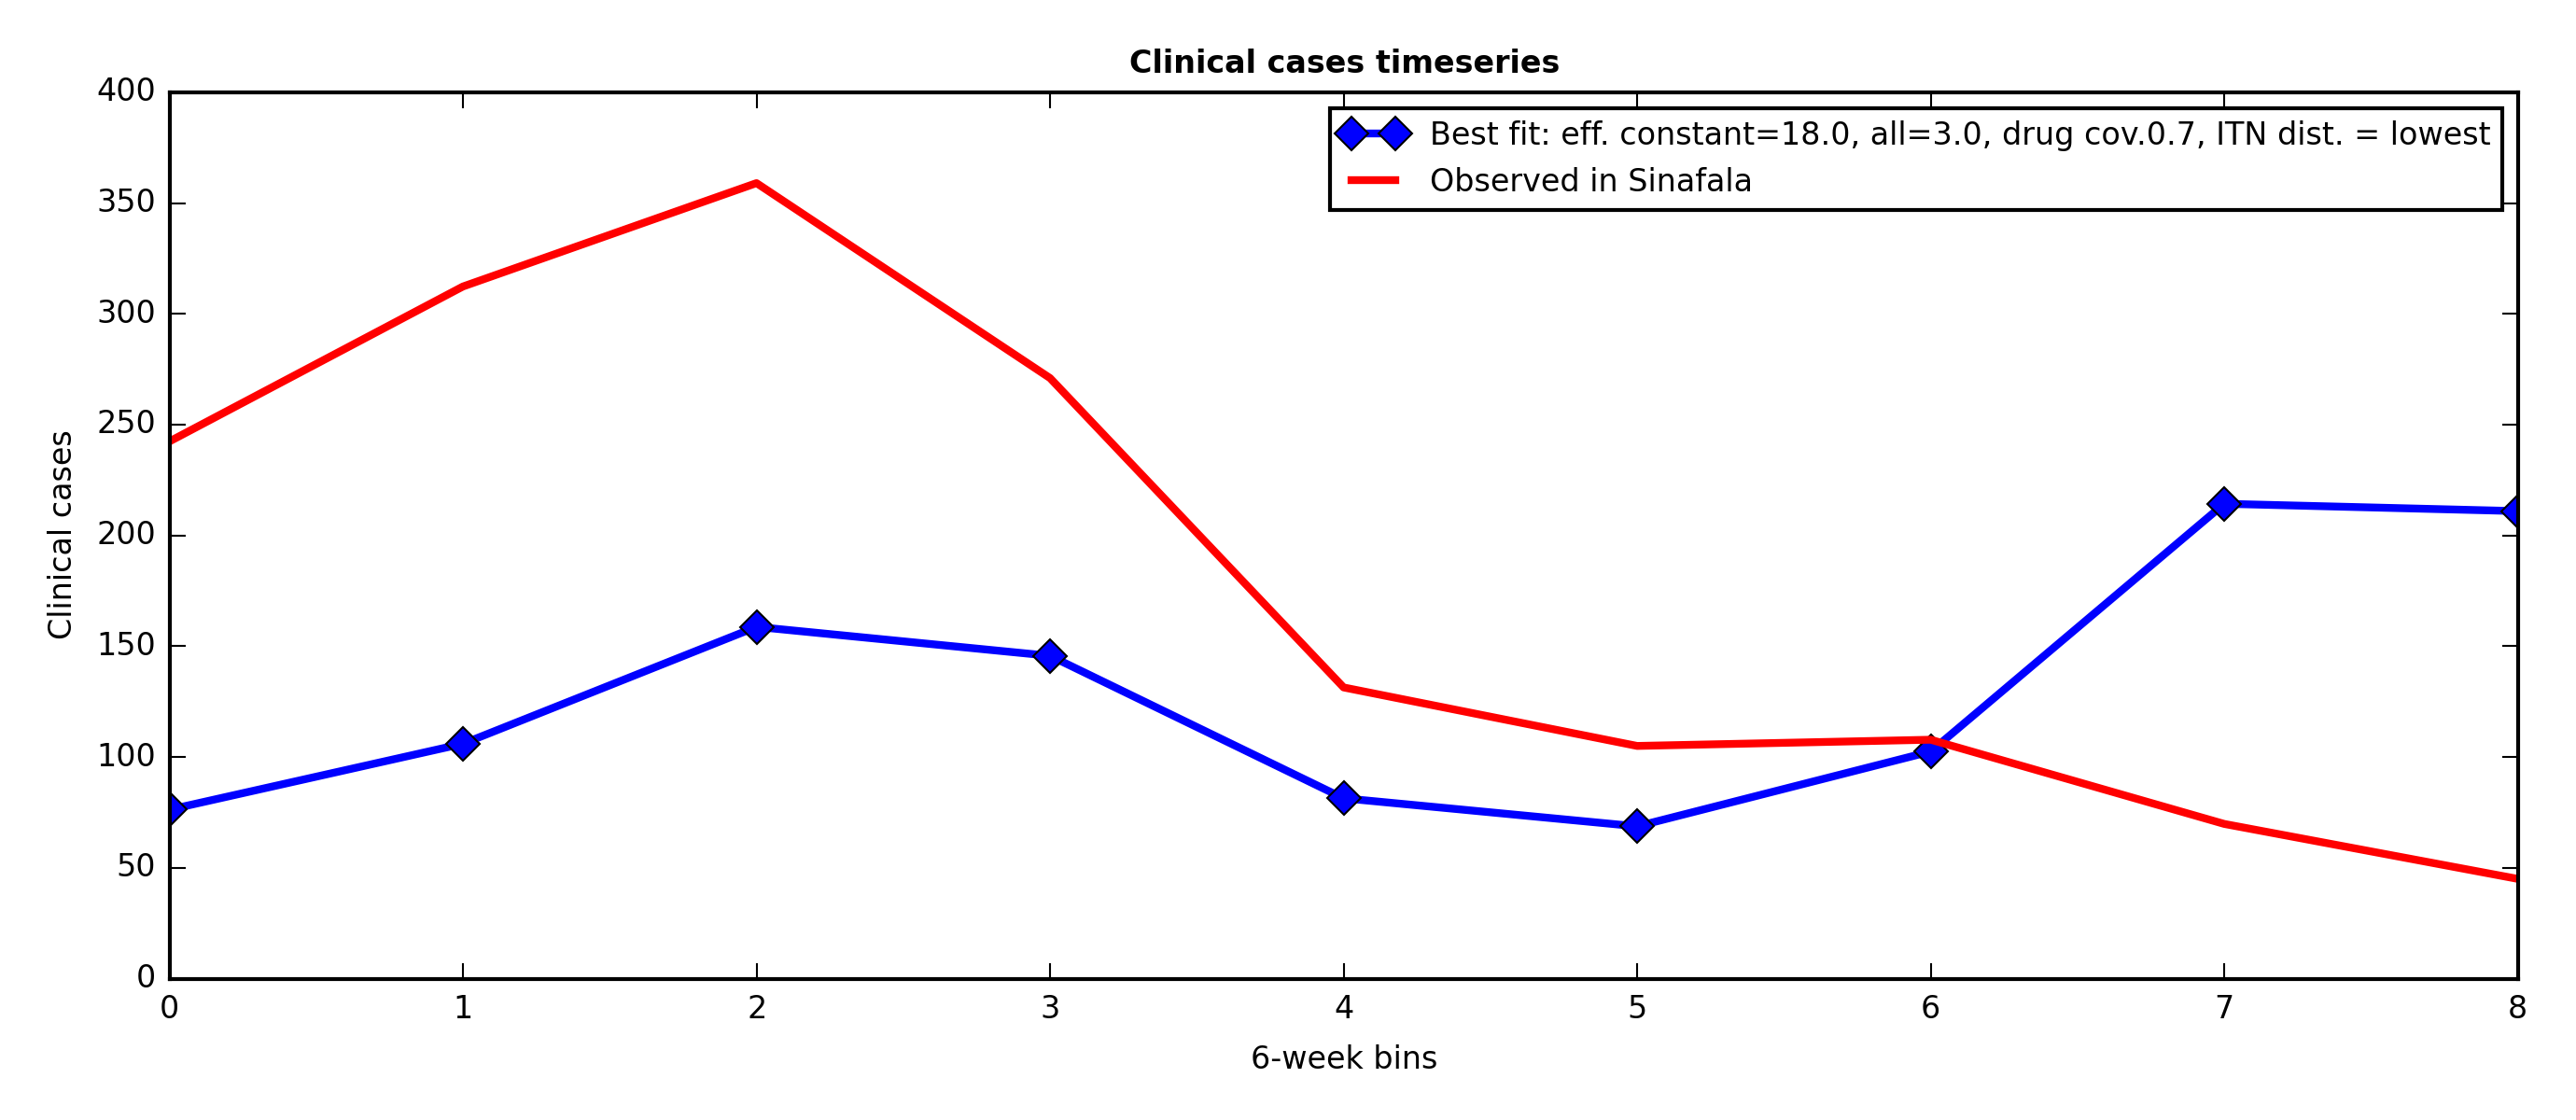 Clinical cases timeseries
400
350
300
250
200
150
100
50
0
Clinical cases
Best fit: eff. constant=18.0, all=3.0, drug cov.0.7, ITN dist. = lowest
Observed in Sinafala
0 1 2 3 4 5 6 7 8
6-week bins